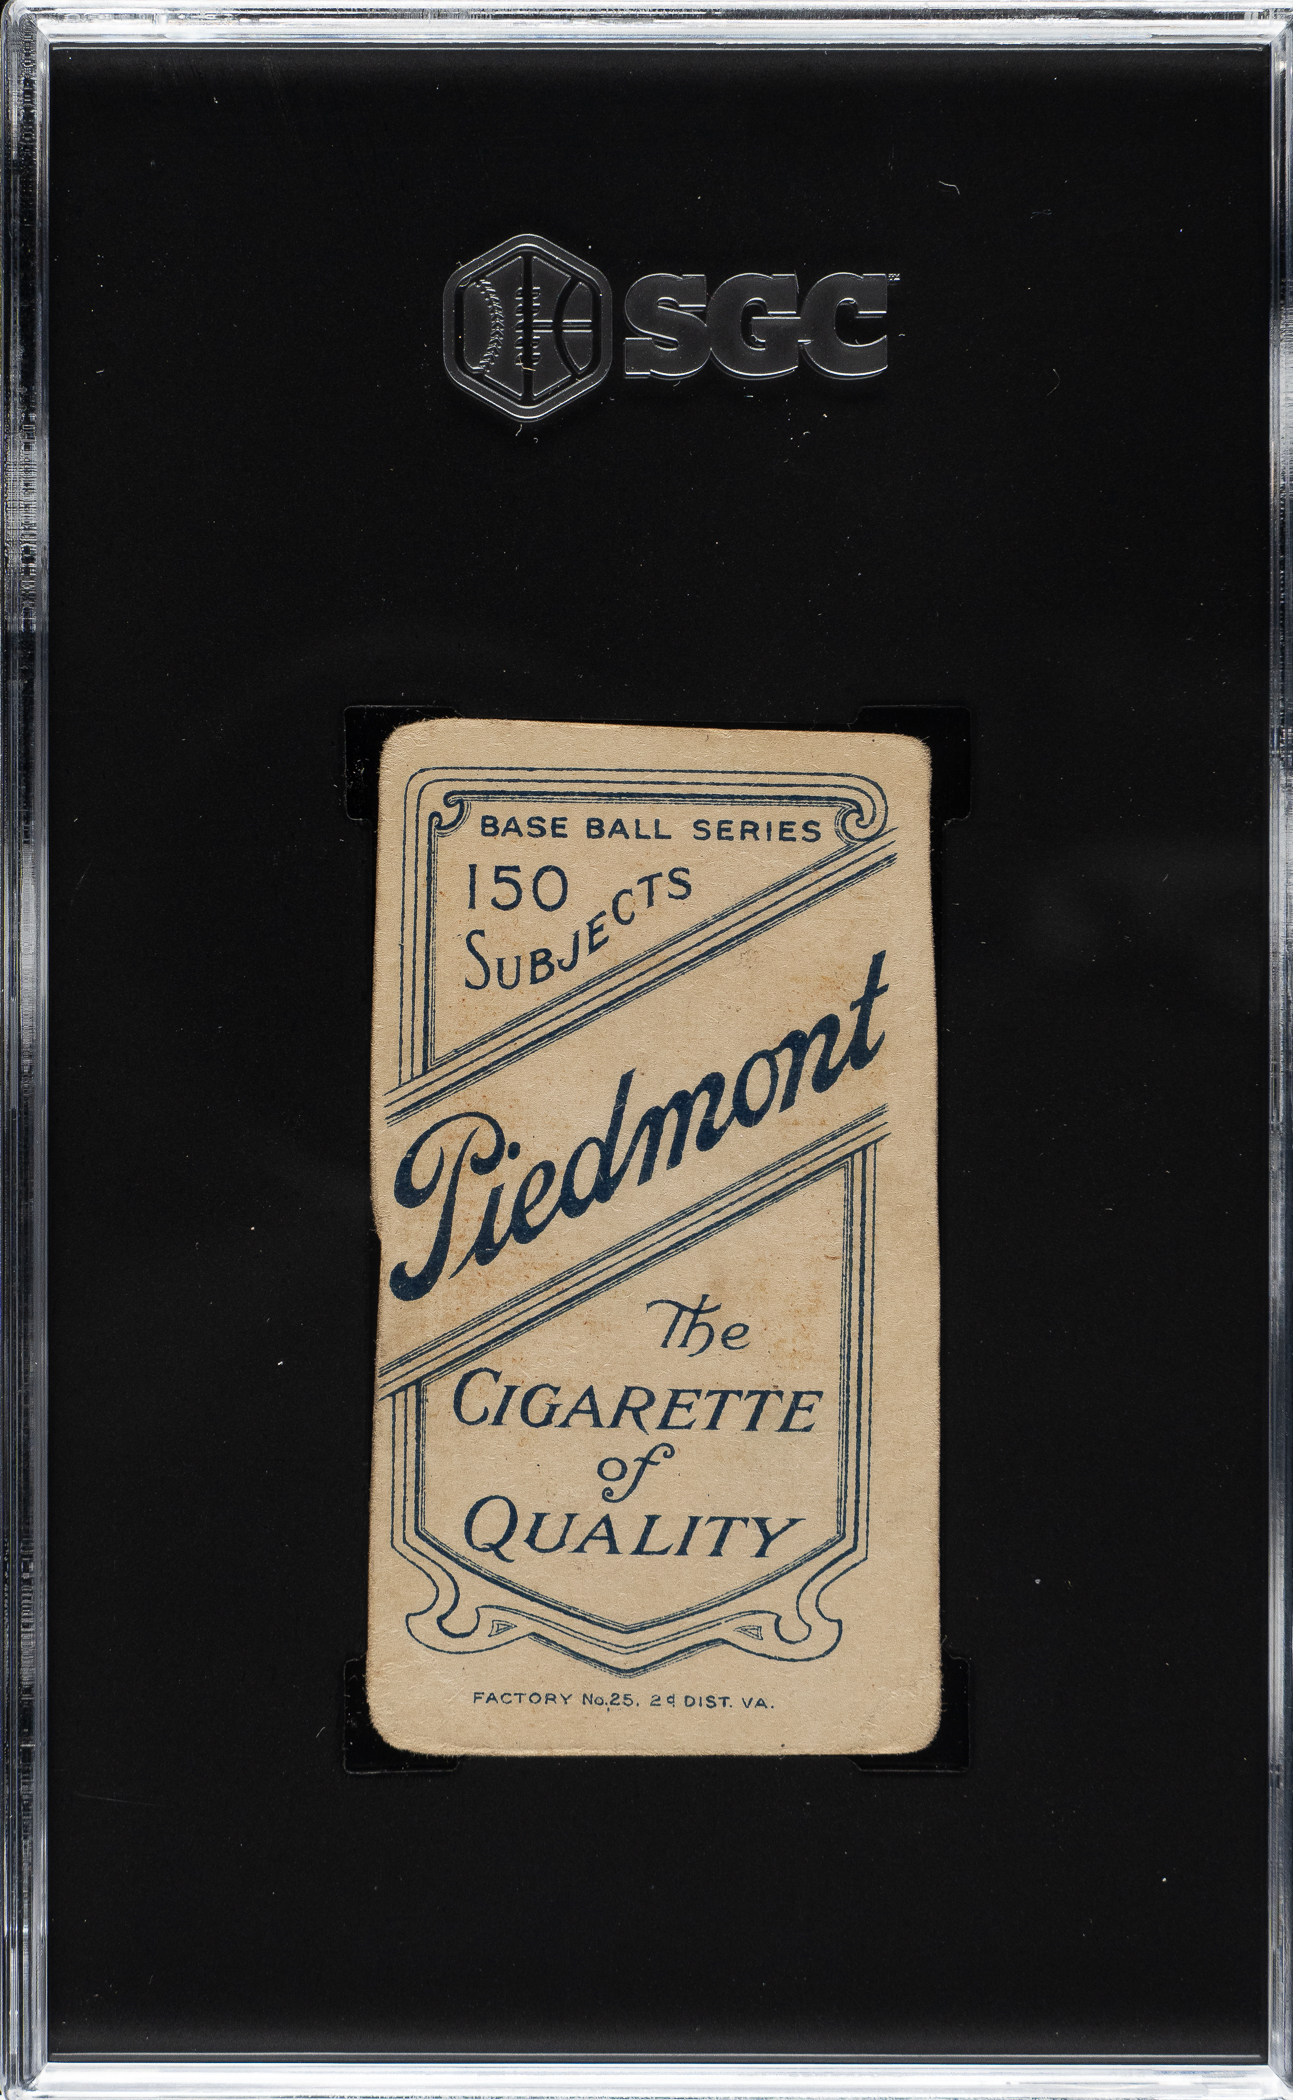 SGC
BASE BALL SERIES
150
SUBJECTS
Piedmont
The
CIGARETTE
of
QUALITY
FACTORY No.25. 2d DIST. VA.